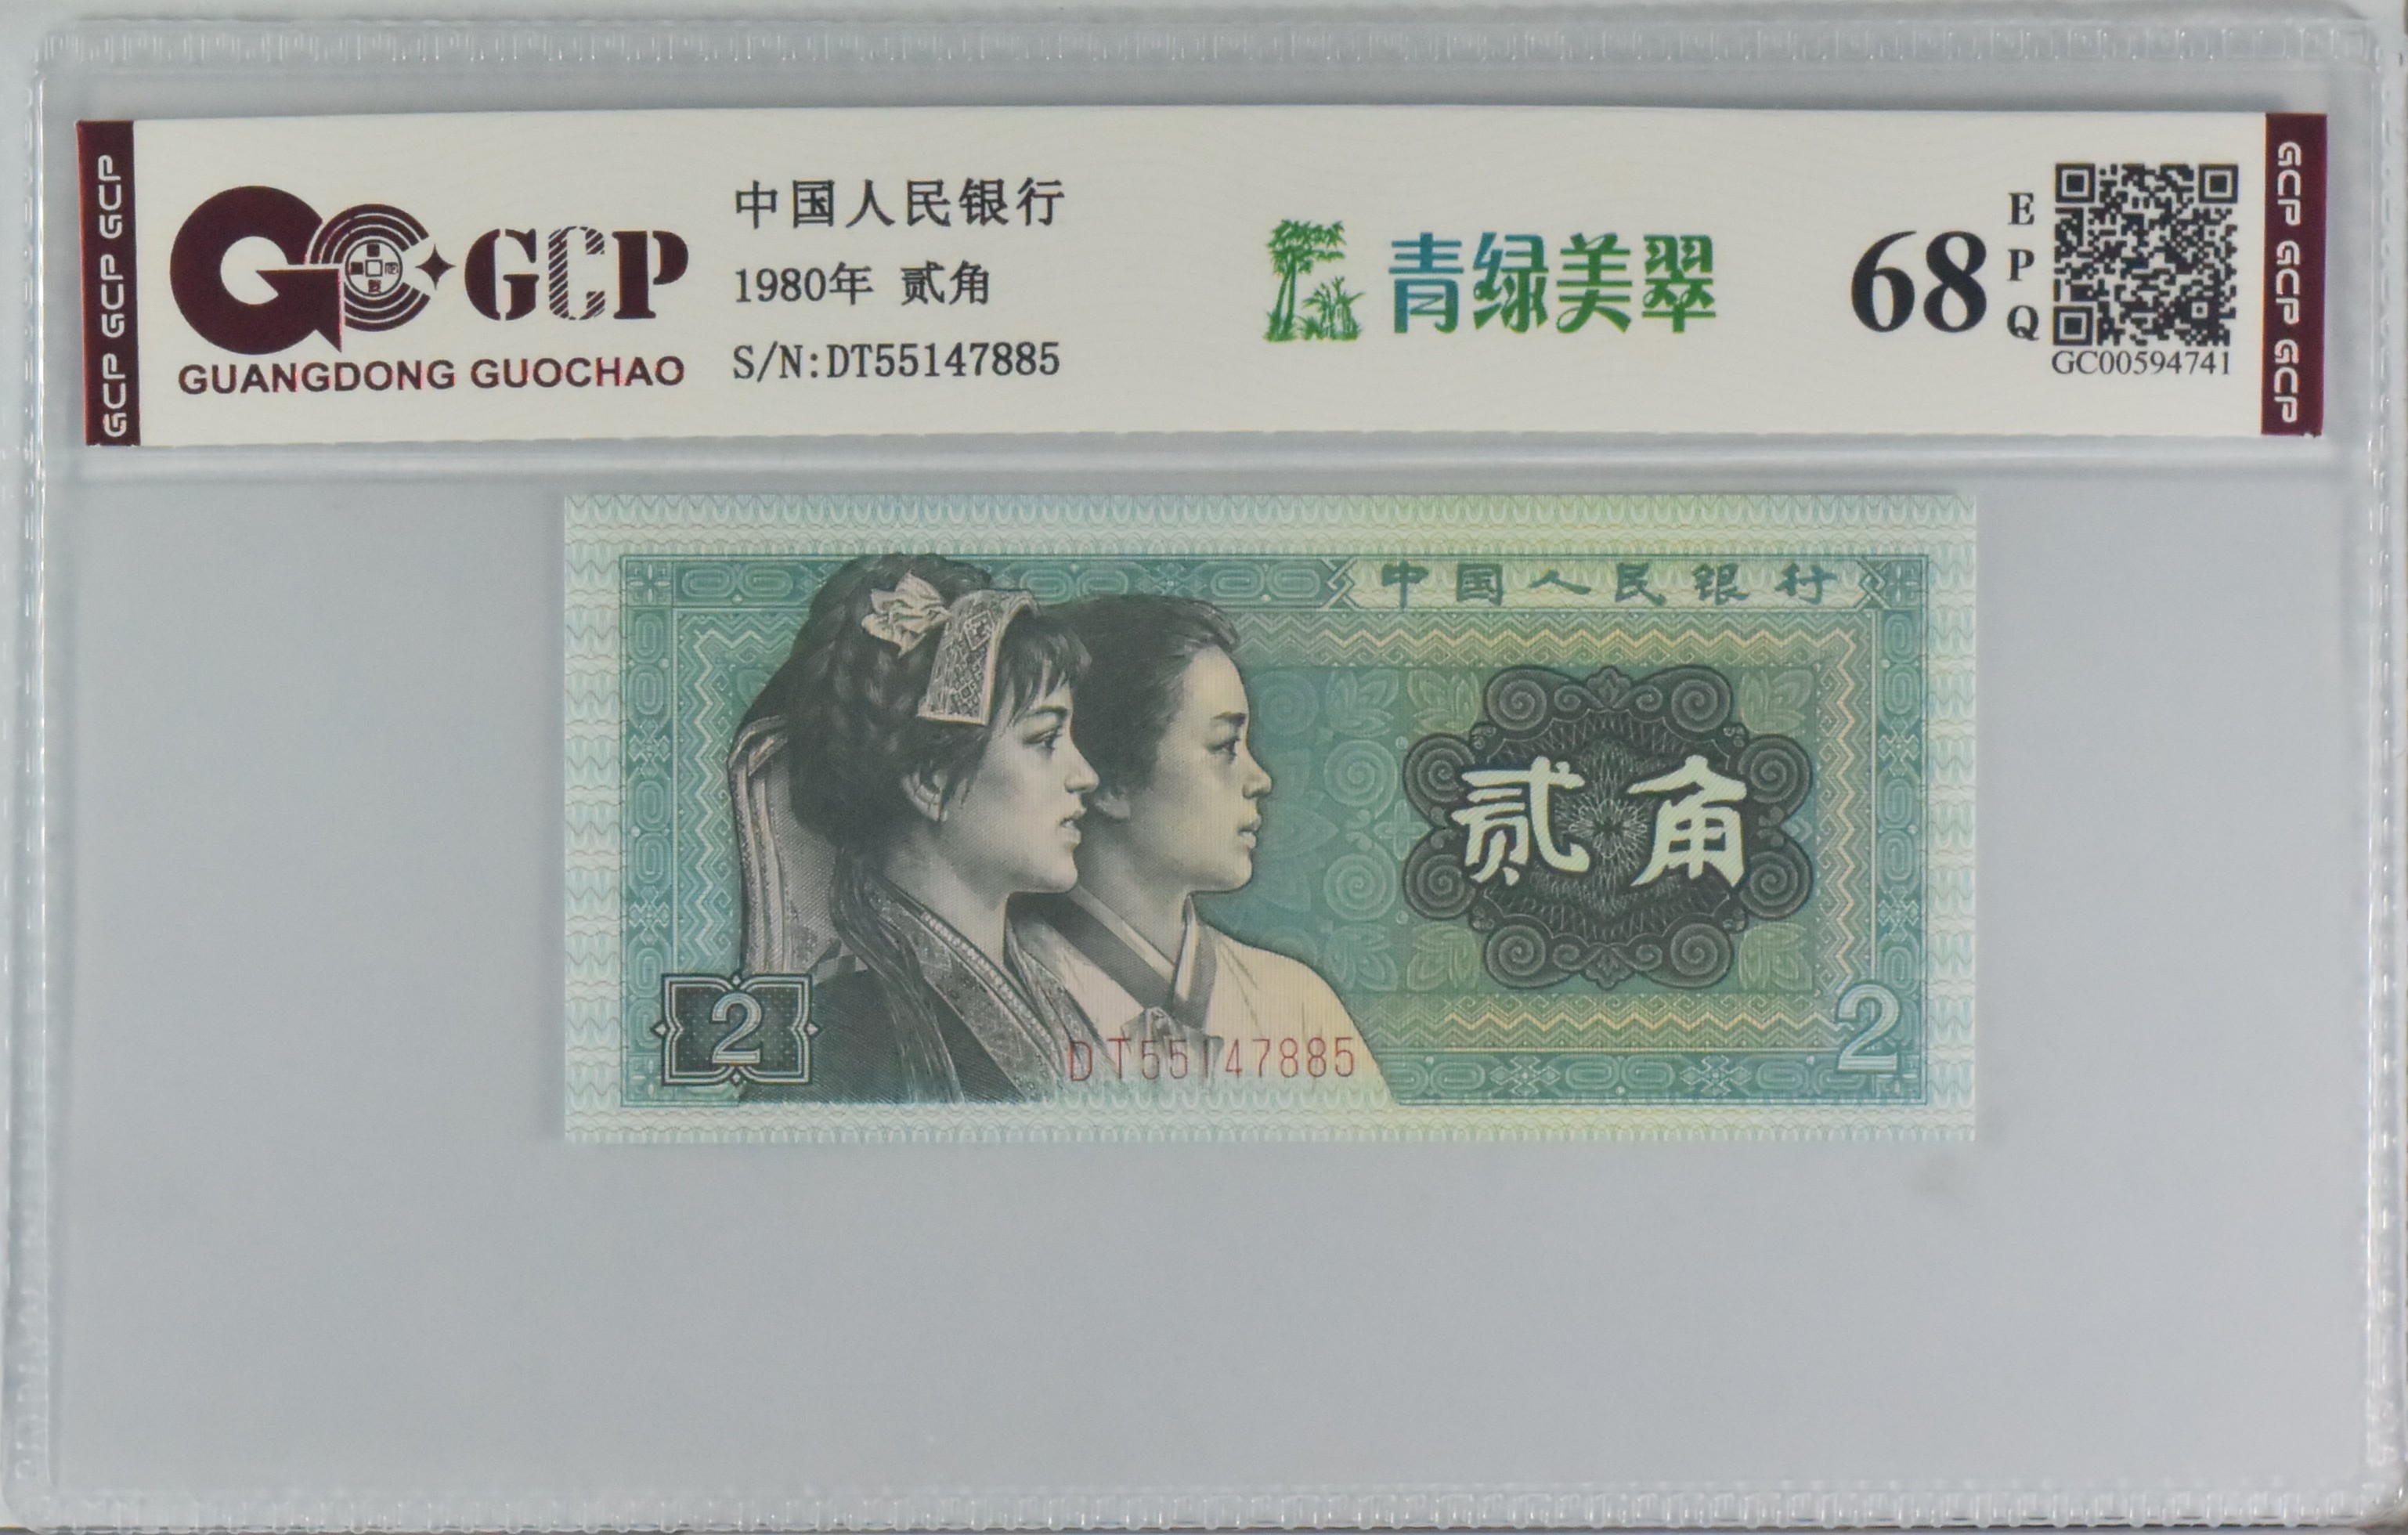 GCP GCP GCP
GCP
GUANGDONG GUOCHAO
中国人民银行
1980年 贰角
S/N:DT55147885
青绿美翠
68
EPQ
GC00594741
GCP GCP GCP
中国人民银行
贰角
2
DT55147885
2